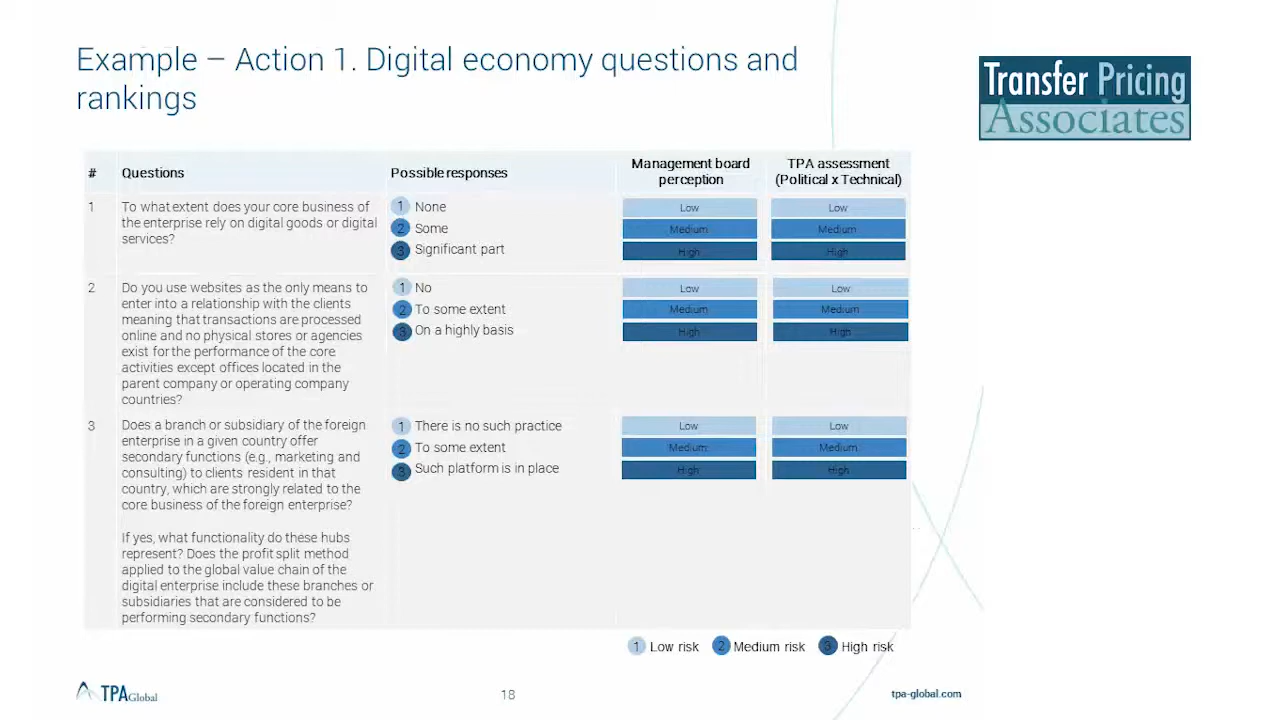 Example – Action 1. Digital economy questions and
rankings
Transfer Pricing
Associates
# Questions Possible responses Management board perception TPA assessment (Political x Technical)
1 To what extent does your core business of
the enterprise rely on digital goods or digital
services?
1 None Low Low
2 Some Medium Medium
3 Significant part High High
2 Do you use websites as the only means to
enter into a relationship with the clients
meaning that transactions are processed
online and no physical stores or agencies
exist for the performance of the core
activities except offices located in the
parent company or operating company
countries?
1 No Low Low
2 To some extent Medium Medium
3 On a highly basis High High
3 Does a branch or subsidiary of the foreign
enterprise in a given country offer
secondary functions (e.g., marketing and
consulting) to clients resident in that
country, which are strongly related to the
core business of the foreign enterprise?
If yes, what functionality do these hubs
represent? Does the profit split method
applied to the global value chain of the
digital enterprise include these branches or
subsidiaries that are considered to be
performing secondary functions?
1 There is no such practice Low Low
2 To some extent Medium Medium
3 Such platform is in place High High
1 Low risk 2 Medium risk 3 High risk
TPA Global
18
tpa-global.com